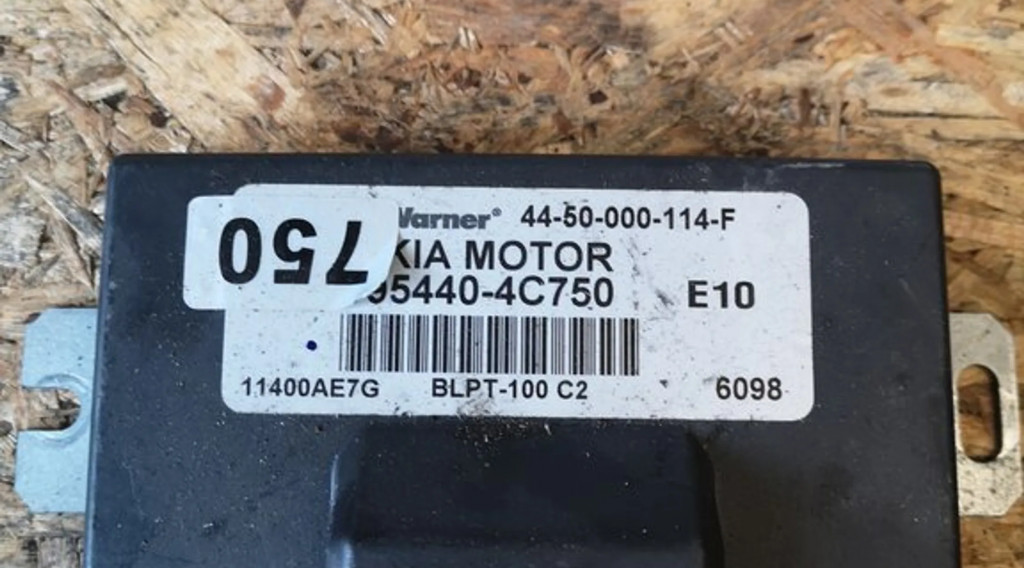 Warner® 44-50-000-114-F
KIA MOTOR
95440-4C750 E10
11400AE7G BLPT-100 C2 6098
750